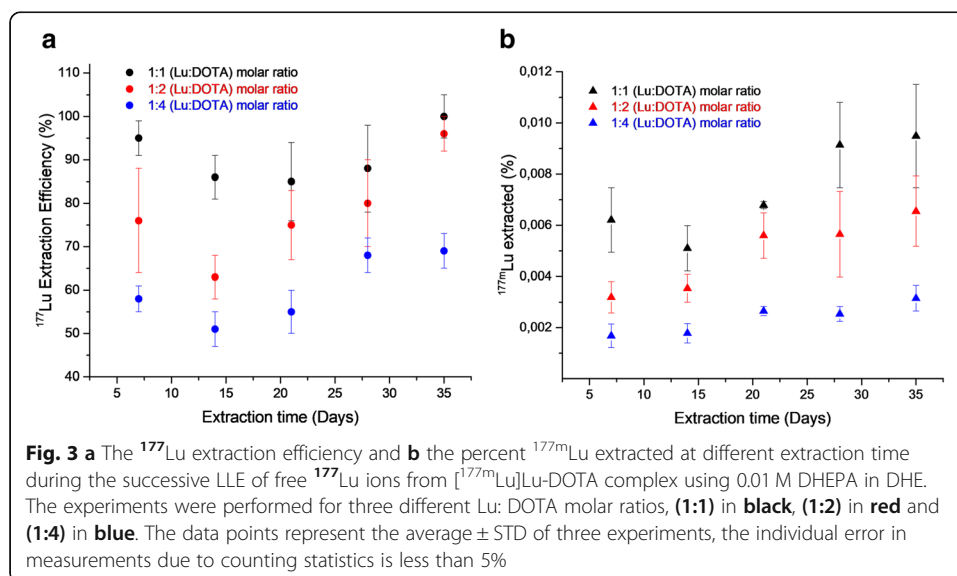 a
110
100
90
80
70
60
50
40
¹⁷⁷Lu Extraction Efficiency (%)
1:1 (Lu:DOTA) molar ratio
1:2 (Lu:DOTA) molar ratio
1:4 (Lu:DOTA) molar ratio
5 10 15 20 25 30 35
Extraction time (Days)
b
0,012
0,010
0,008
0,006
0,004
0,002
¹⁷⁷ᵐLu extracted (%)
1:1 (Lu:DOTA) molar ratio
1:2 (Lu:DOTA) molar ratio
1:4 (Lu:DOTA) molar ratio
5 10 15 20 25 30 35
Extraction time (Days)
Fig. 3 a The ¹⁷⁷Lu extraction efficiency and b the percent ¹⁷⁷ᵐLu extracted at different extraction time
during the successive LLE of free ¹⁷⁷Lu ions from [¹⁷⁷ᵐLu]Lu-DOTA complex using 0.01 M DHEPA in DHE.
The experiments were performed for three different Lu: DOTA molar ratios, (1:1) in black, (1:2) in red and
(1:4) in blue. The data points represent the average ± STD of three experiments, the individual error in
measurements due to counting statistics is less than 5%